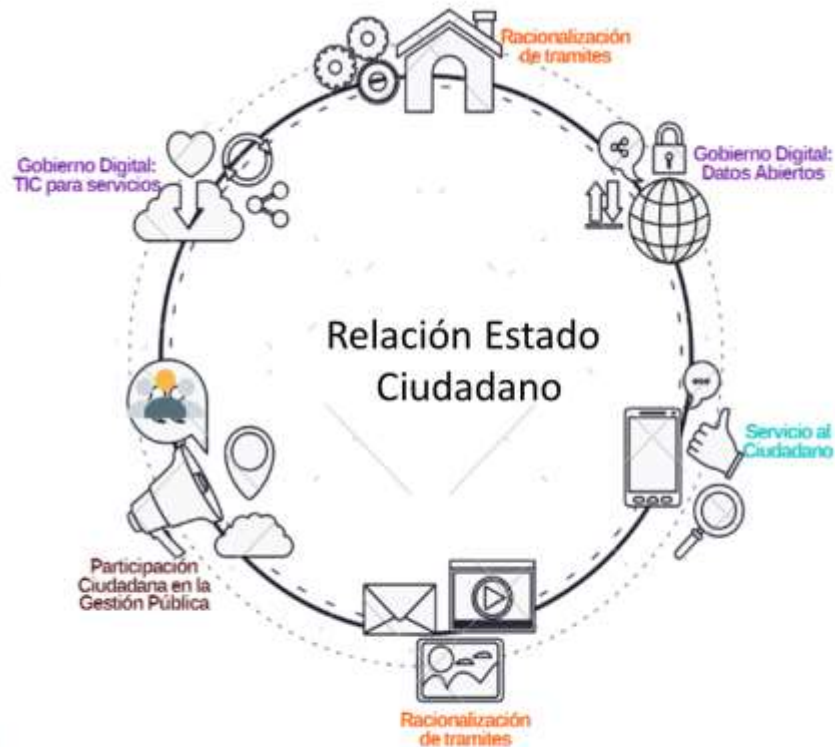 Racionalización
de tramites
Gobierno Digital:
TIC para servicios
Gobierno Digital:
Datos Abiertos
Relación Estado
Ciudadano
Servicio al
Ciudadano
Participación
Ciudadana en la
Gestión Pública
Racionalización
de tramites